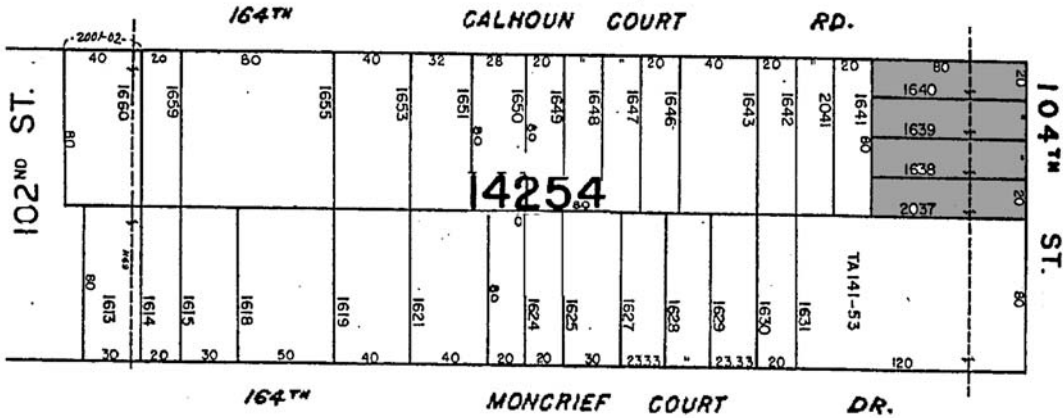 164TH CALHOUN COURT RD.
2001-02
40 20 80 40 32 28 20 " " 20 40 20 " 20 80 20
102ND ST.
80 1660 1659 1655 1653 1651 80 1650 80 1649 1648 1647 1646 1643 1642 2041 1641 80
1640
1639
1638
2037
" " 20
104TH ST.
14254
80
80 1613 1614 1615 1618 1619 1621 80 1624 1625 1627 1628 1629 1630 1631 TA141-53 80
30 20 30 50 40 40 20 20 30 23.33 " 23.33 20 120
164TH MONCRIEF COURT DR.